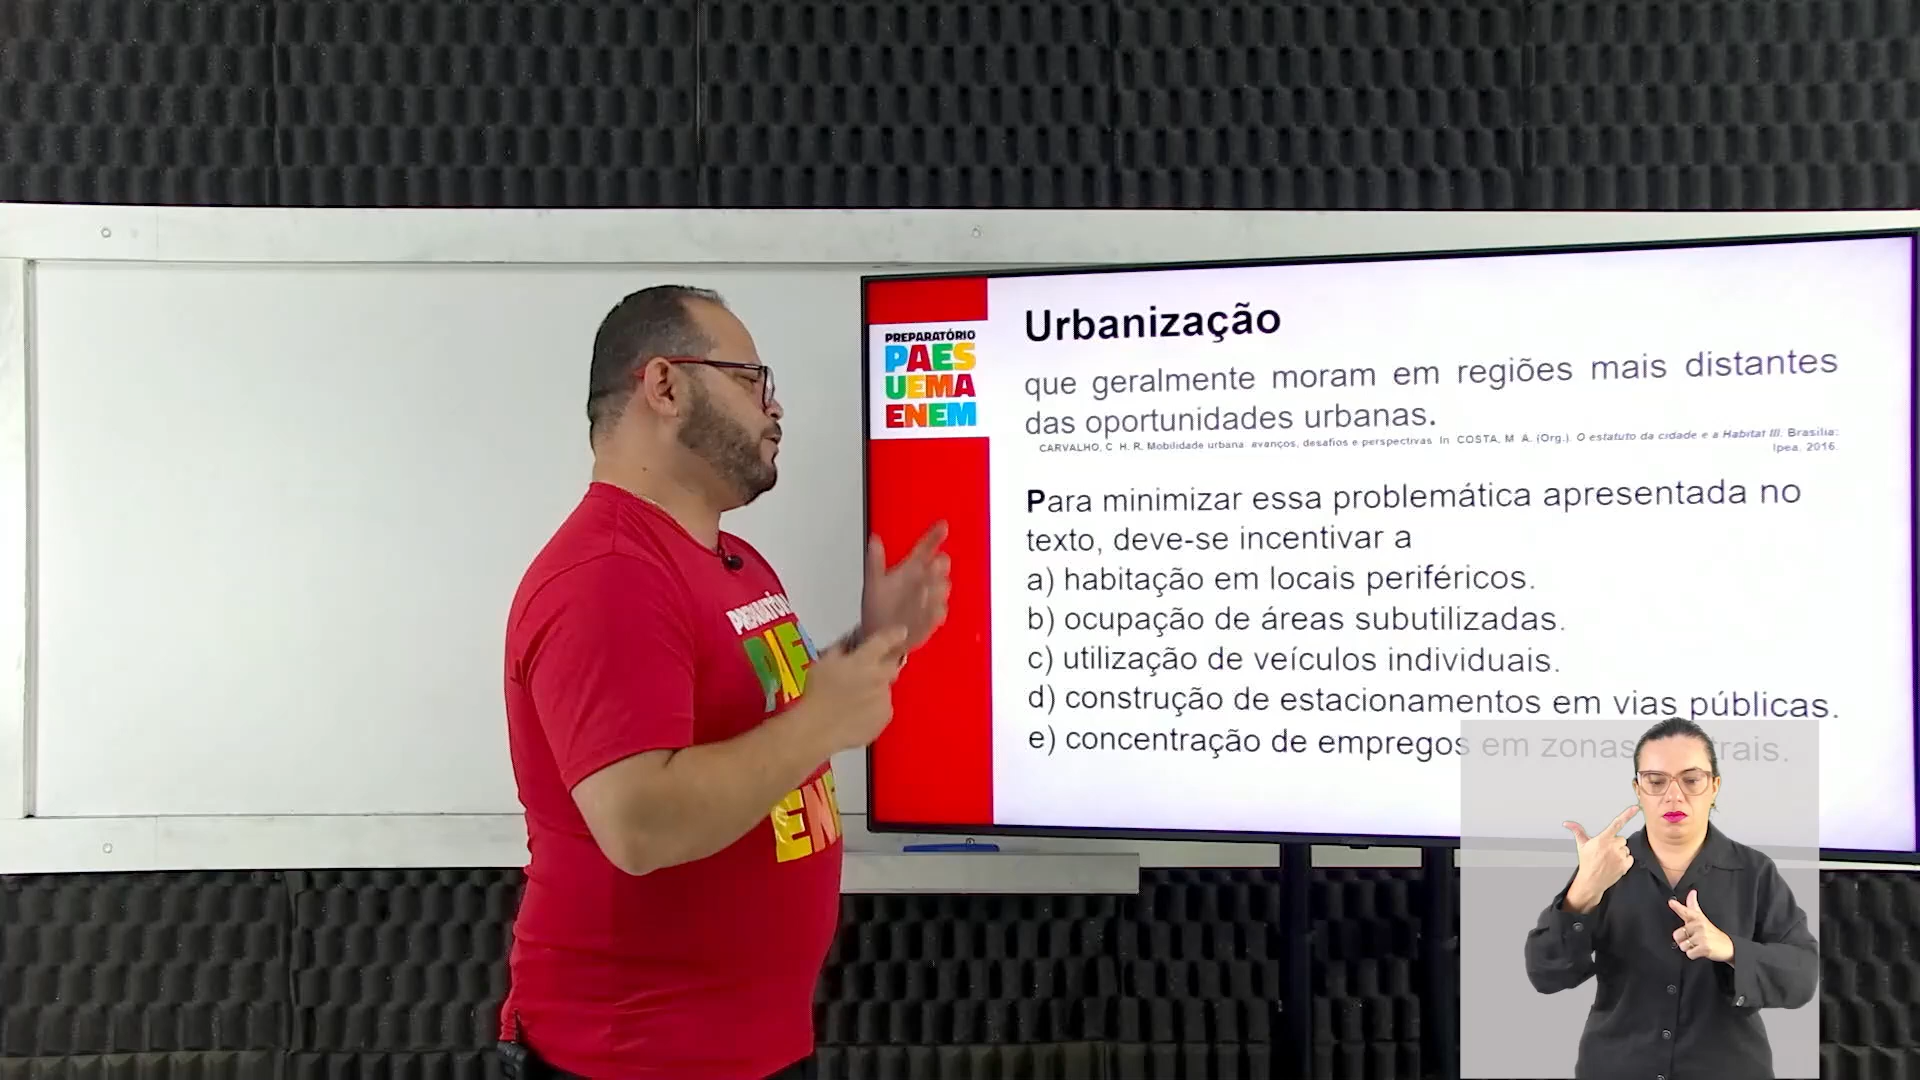 PREPARATÓRIO
PAES
UEMA
ENEM
Urbanização
que geralmente moram em regiões mais distantes
das oportunidades urbanas.
CARVALHO, C. H. R. Mobilidade urbana: avanços, desafios e perspectivas. In: COSTA, M. A. (Org.). O estatuto da cidade e a Habitat III. Brasília:
Ipea, 2016.
Para minimizar essa problemática apresentada no
texto, deve-se incentivar a
a) habitação em locais periféricos.
b) ocupação de áreas subutilizadas.
c) utilização de veículos individuais.
d) construção de estacionamentos em vias públicas.
e) concentração de empregos em zonas